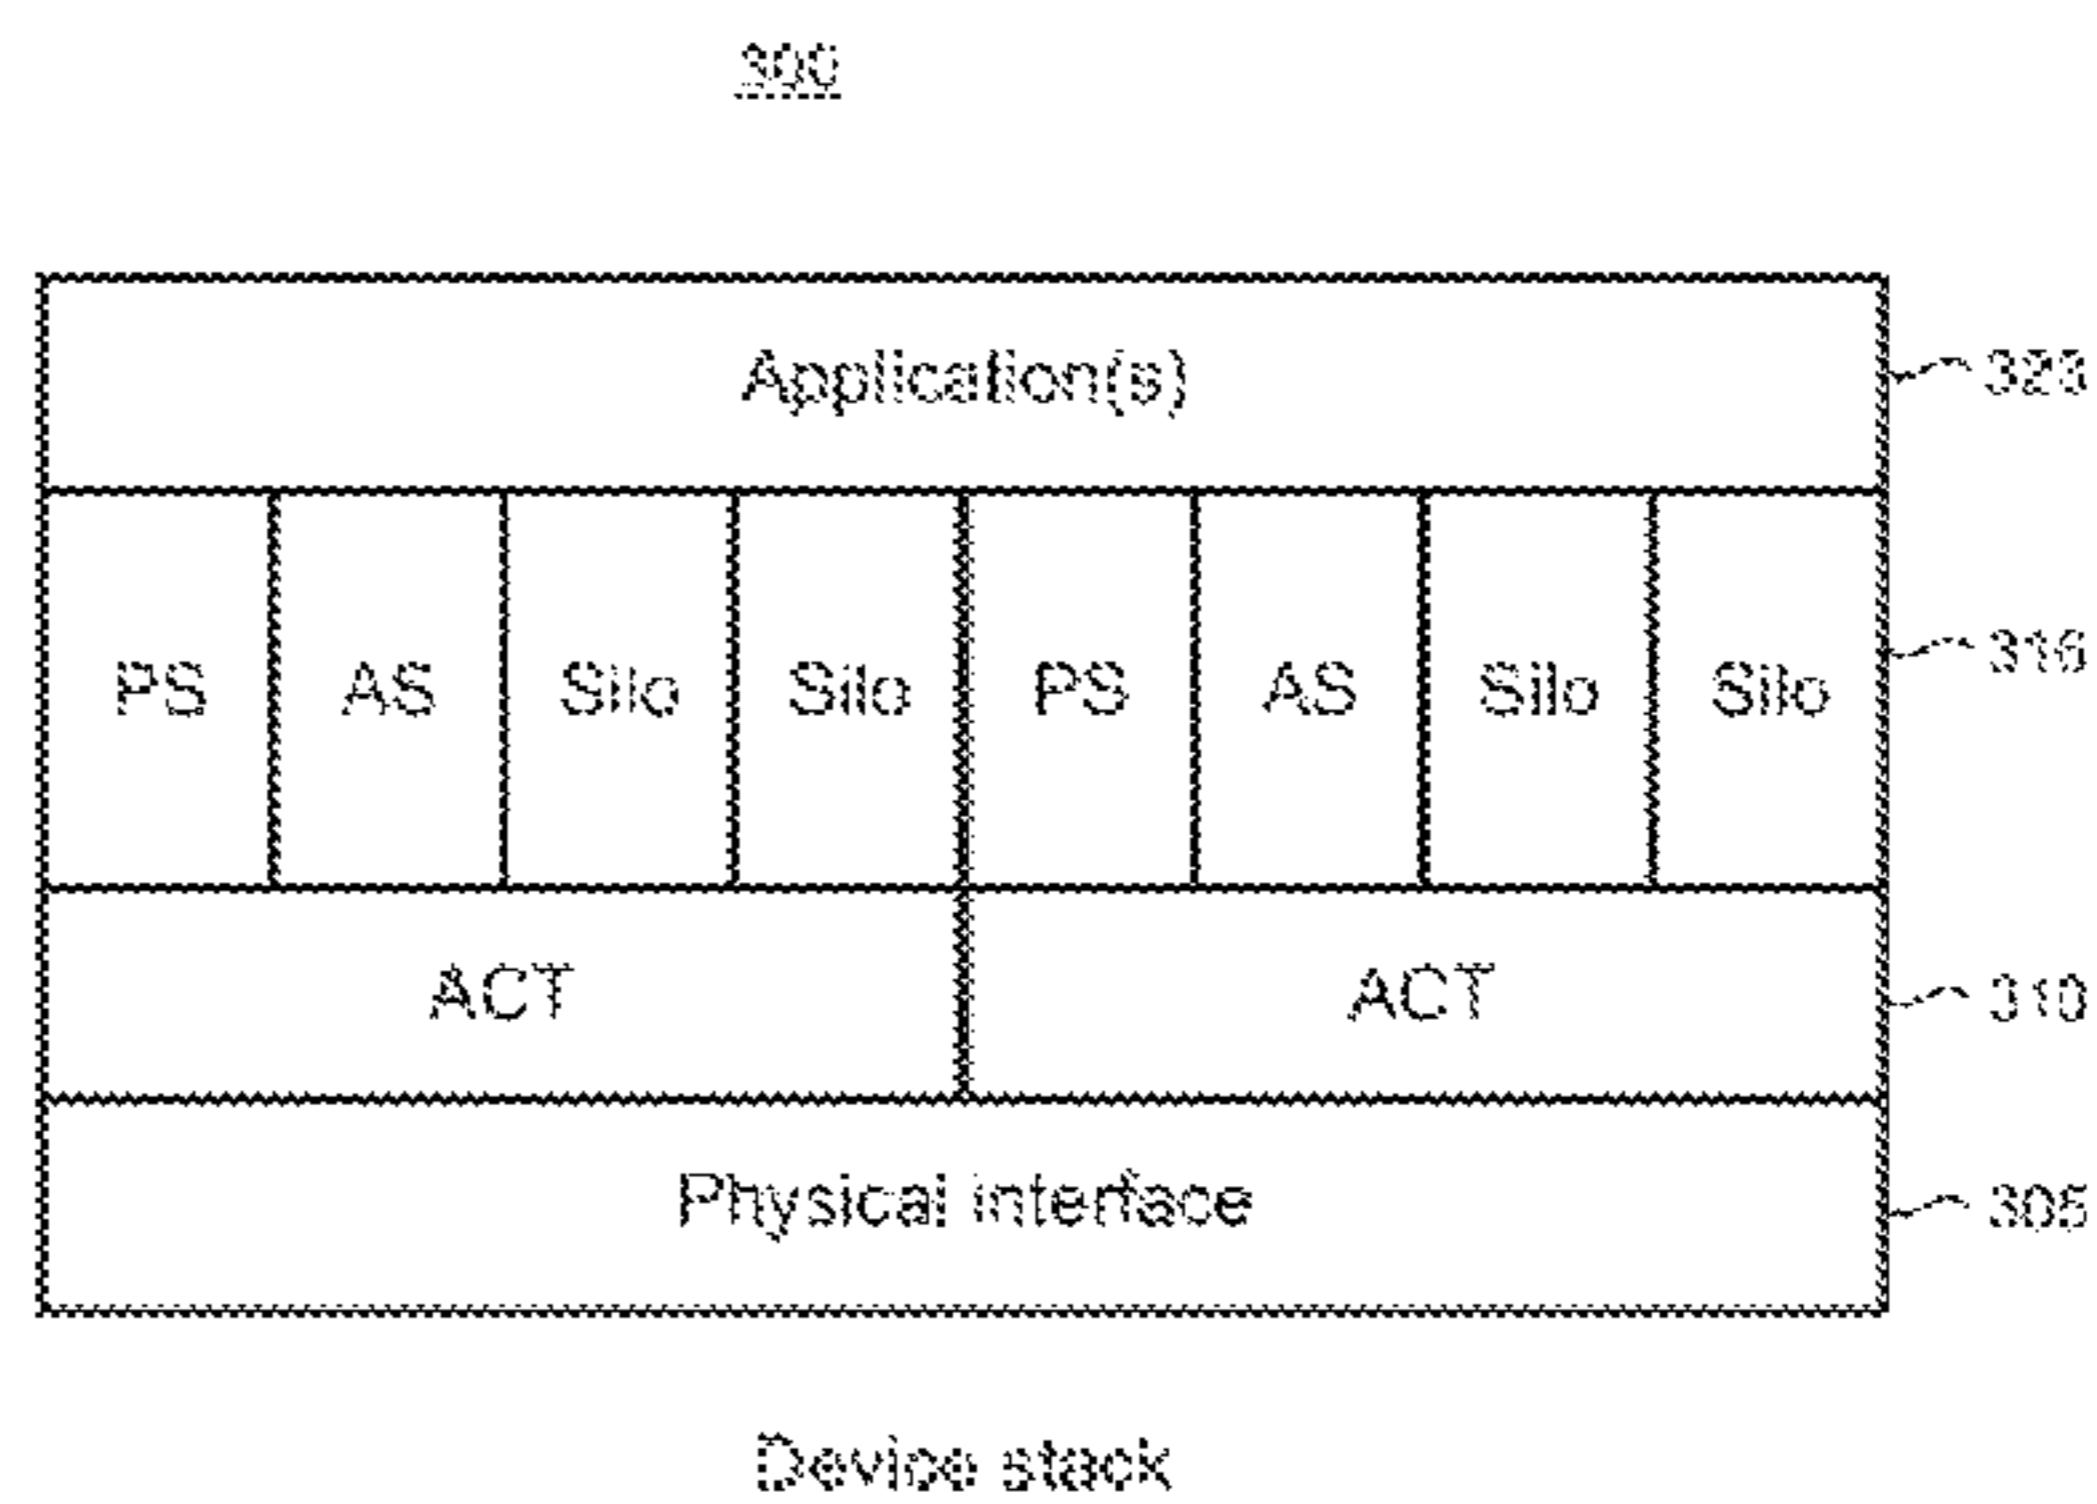 300
Application(s)
323
PS AS Silo Silo PS AS Silo Silo
316
ACT ACT
310
Physical interface
305
Device stack